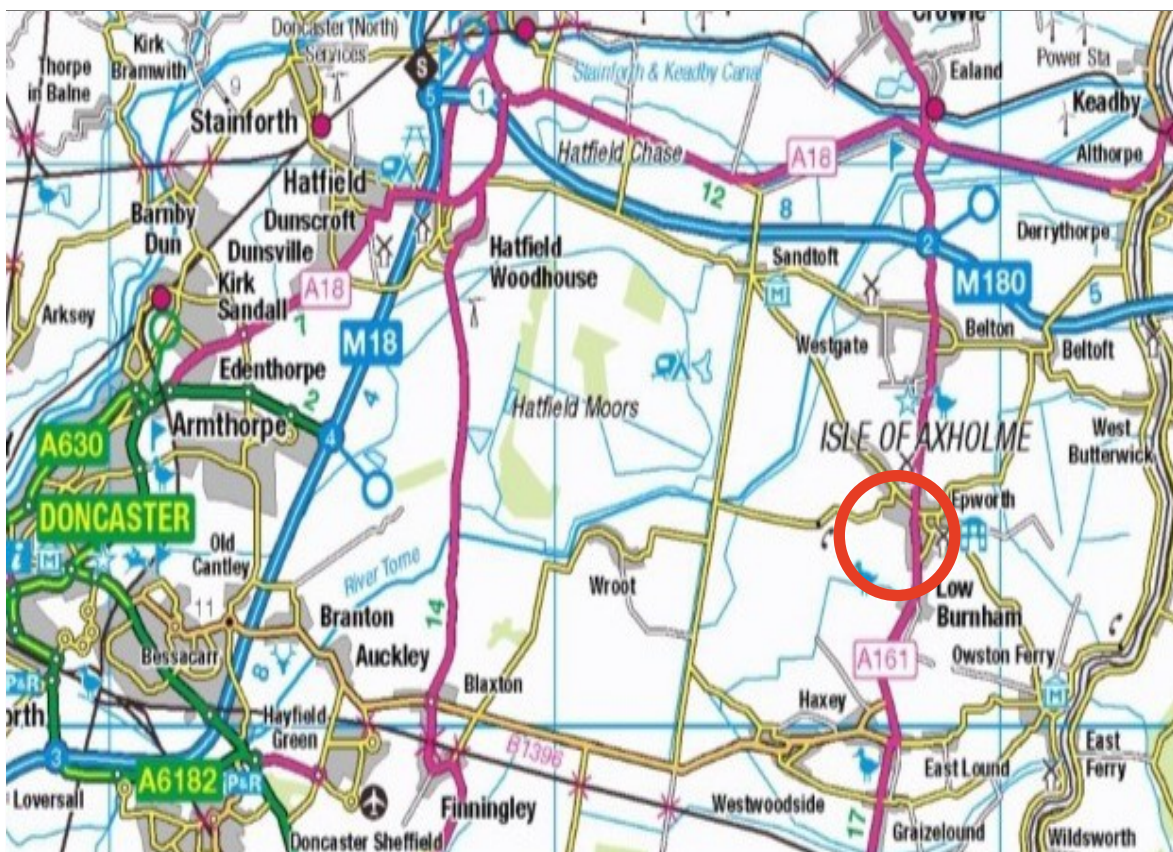 Crowle
Doncaster (North)
Services
Kirk
Bramwith
Thorpe
in Balne
9
S
Power Sta
Ealand
Stainforth & Keadby Canal
Keadby
5
1
Stainforth
Hatfield Chase
A18
Althorpe
Hatfield
12
8
Barnby
Dun
Dunscroft
Dunsville
Hatfield
Woodhouse
Derrythorpe
2
Sandtoft
M180
Kirk
Sandall
A18
7
M
5
Arksey
M18
Belton
Westgate
Beltoft
Edenthorpe
2
4
Hatfield Moors
Armthorpe
4
ISLE OF AXHOLME
West
Butterwick
A630
DONCASTER
Epworth
Old
Cantley
M
River Torne
Wroot
11
14
Branton
Low
Burnham
Bessacarr
Auckley
8
A161
Owston Ferry
P&R
Blaxton
Haxey
M
orth
Hayfield
Green
3
B1396
East
Ferry
A6182
P&R
East Lound
Loversall
Finningley
Westwoodside
17
Graizelound
Wildsworth
Doncaster Sheffield